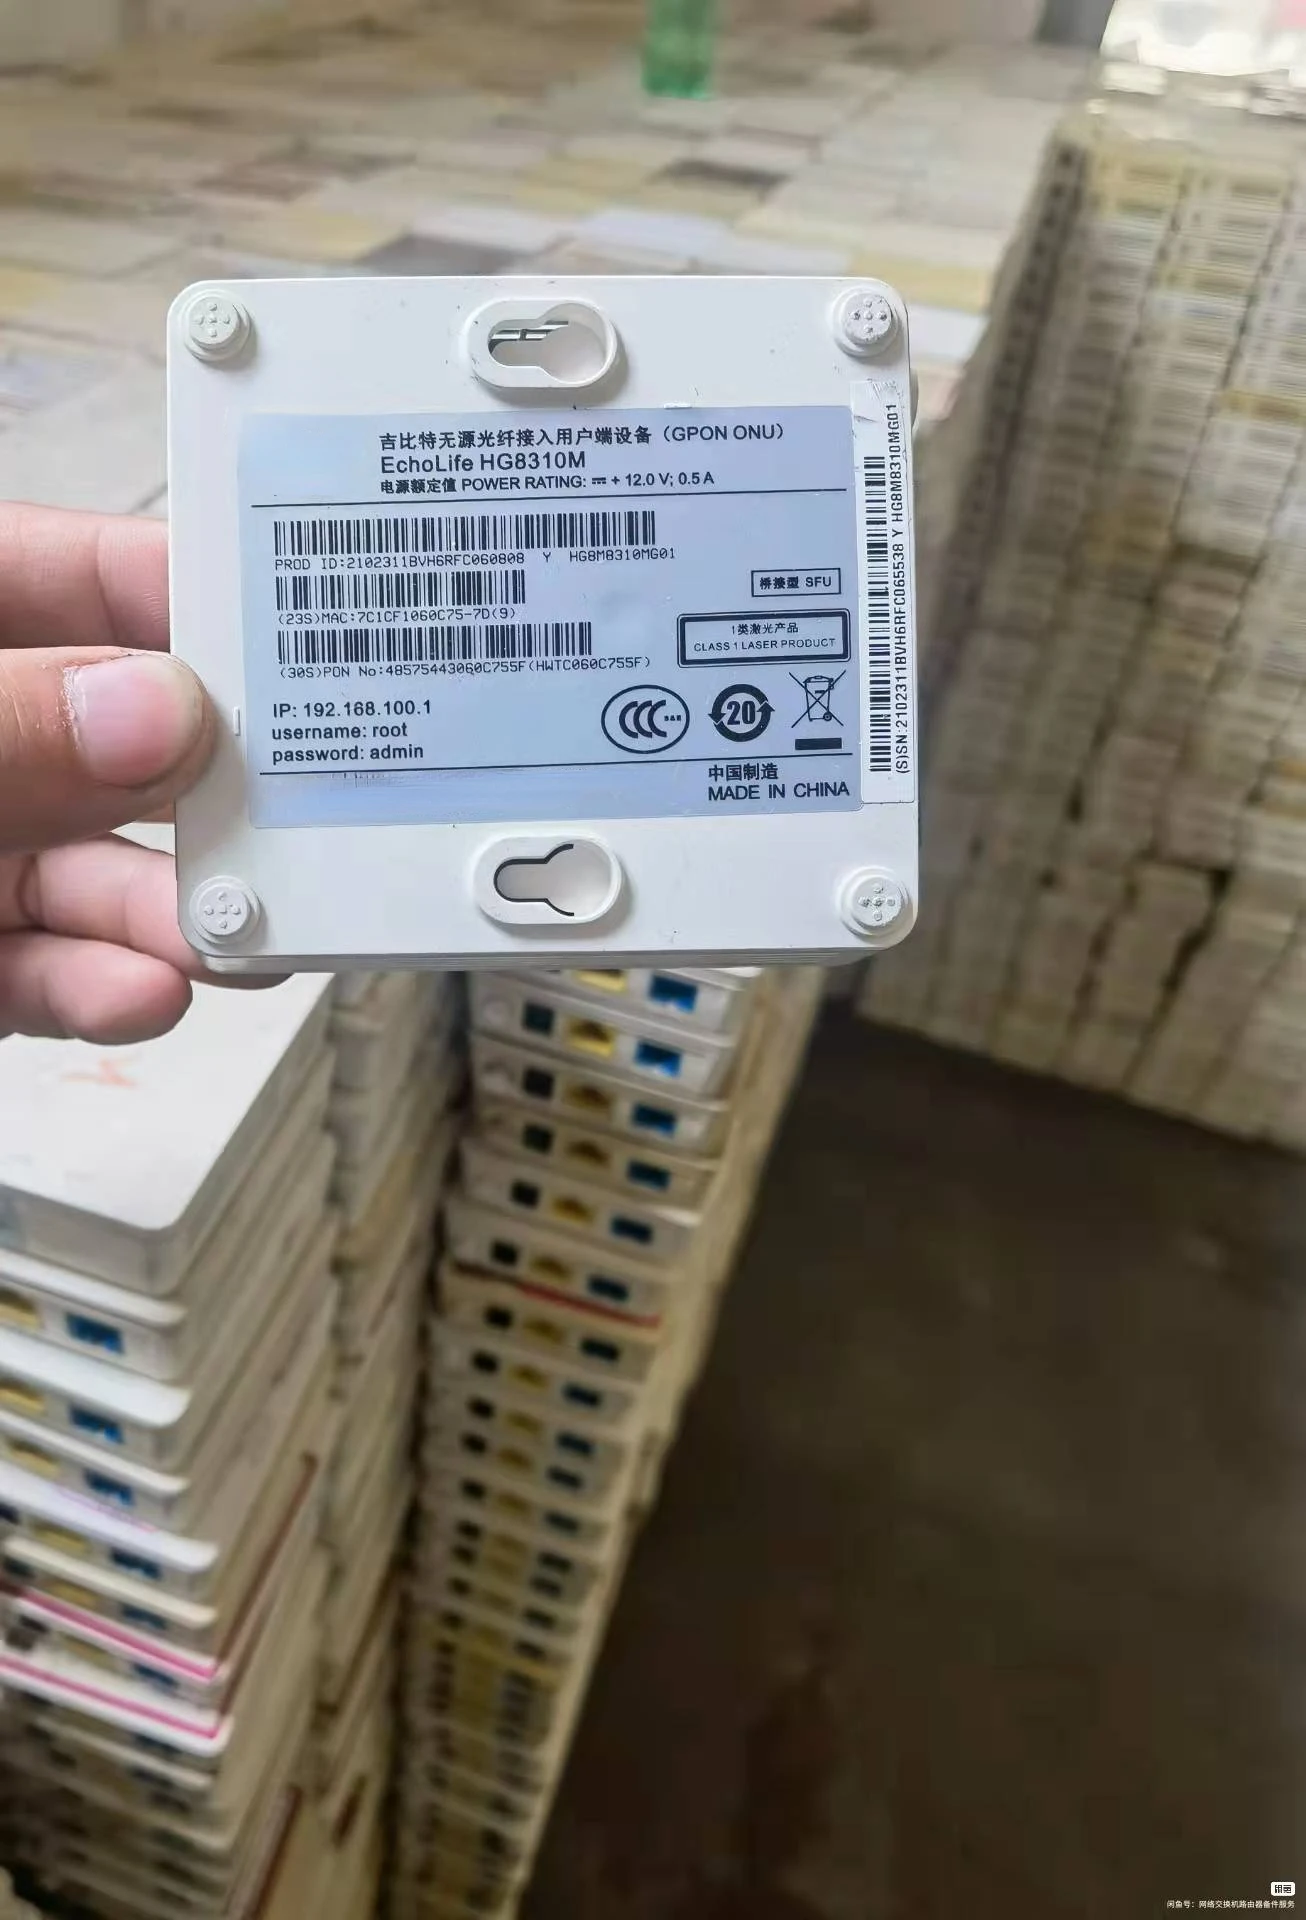 吉比特无源光纤接入用户端设备（GPON ONU）
EchoLife HG8310M
电源额定值 POWER RATING: ⎓ + 12.0 V; 0.5 A
PROD ID:2102311BVH6RFC060808 Y HG8M8310MG01
(23S)MAC:7C1CF1060C75-7D(9)
(30S)PON No:48575443060C755F(HWTC060C755F)
桥接型 SFU
1类激光产品
CLASS 1 LASER PRODUCT
IP: 192.168.100.1
username: root
password: admin
CCC S&E
20
中国制造
MADE IN CHINA
(S)SN:2102311BVH6RFC065538 Y HG8M8310MG01
闲鱼
闲鱼号：网络交换机路由器备件服务